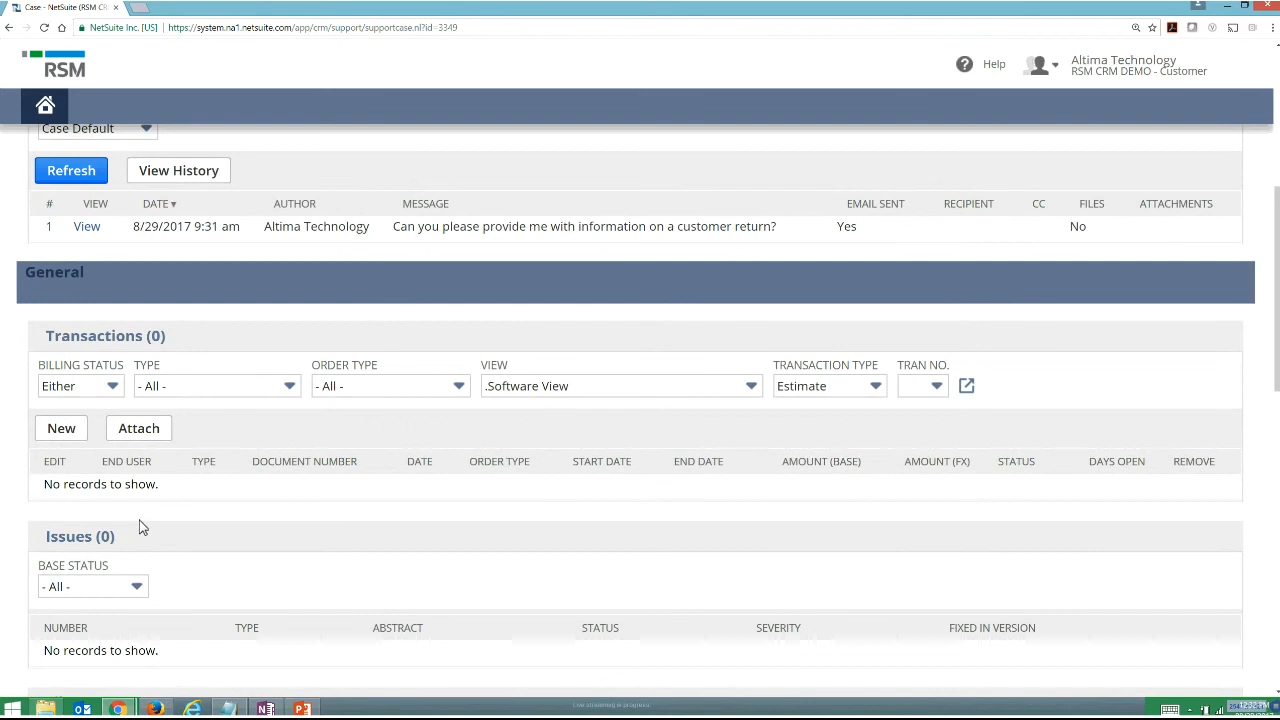 Case - NetSuite (RSM CR
NetSuite Inc. [US] https://system.na1.netsuite.com/app/crm/support/supportcase.nl?id=3349
RSM
Help
Altima Technology
RSM CRM DEMO - Customer
Case Default
Refresh View History
# VIEW DATE AUTHOR MESSAGE EMAIL SENT RECIPIENT CC FILES ATTACHMENTS
1 View 8/29/2017 9:31 am Altima Technology Can you please provide me with information on a customer return? Yes No
General
Transactions (0)
BILLING STATUS TYPE ORDER TYPE VIEW TRANSACTION TYPE TRAN NO.
Either - All - - All - .Software View Estimate
New Attach
EDIT END USER TYPE DOCUMENT NUMBER DATE ORDER TYPE START DATE END DATE AMOUNT (BASE) AMOUNT (FX) STATUS DAYS OPEN REMOVE
No records to show.
Issues (0)
BASE STATUS
- All -
NUMBER TYPE ABSTRACT STATUS SEVERITY FIXED IN VERSION
No records to show.
Live streaming in progress